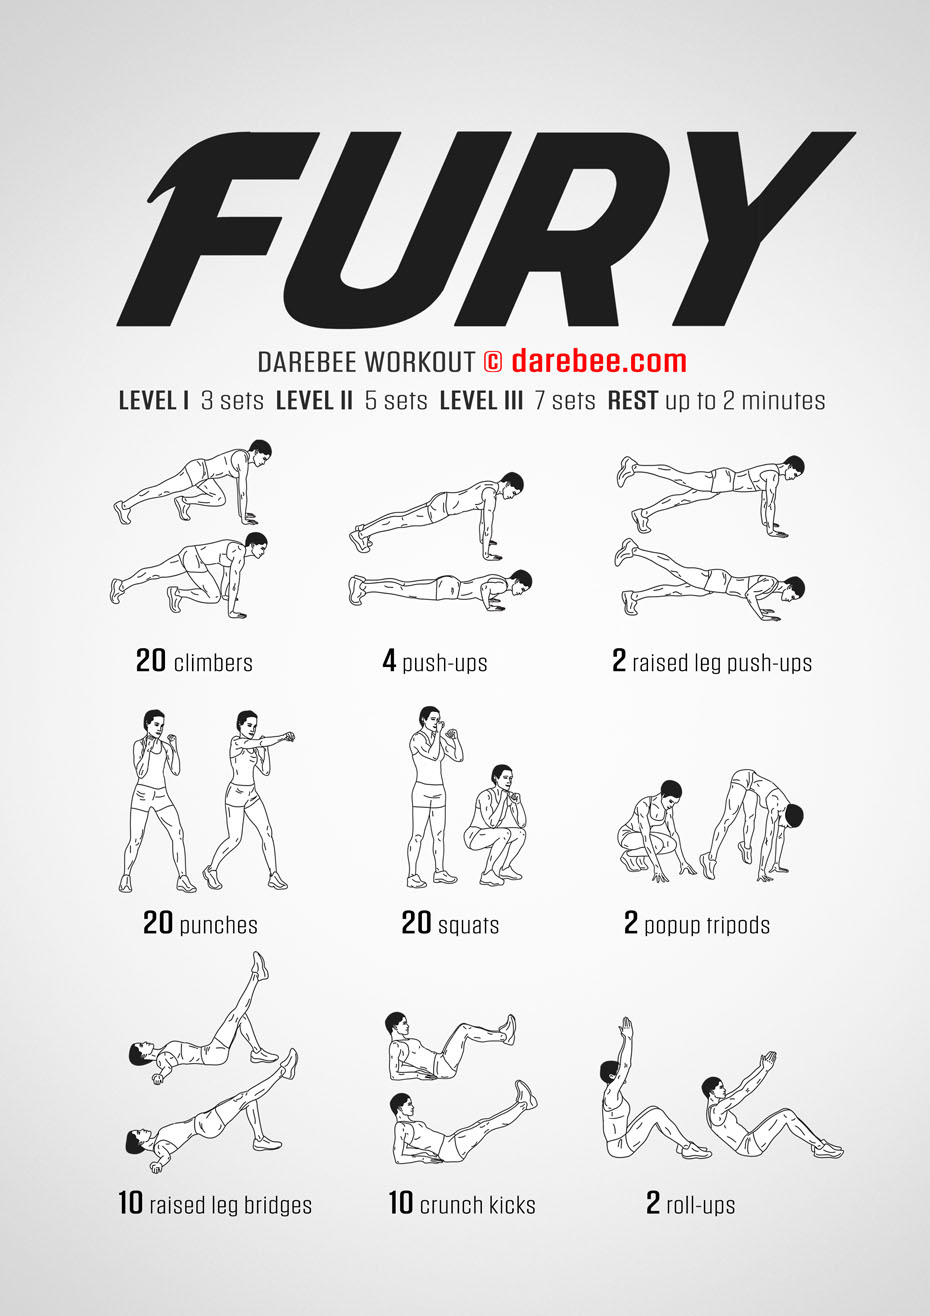 FURY
DAREBEE WORKOUT © darebee.com
LEVEL I 3 sets LEVEL II 5 sets LEVEL III 7 sets REST up to 2 minutes
20 climbers
4 push-ups
2 raised leg push-ups
20 punches
20 squats
2 popup tripods
10 raised leg bridges
10 crunch kicks
2 roll-ups